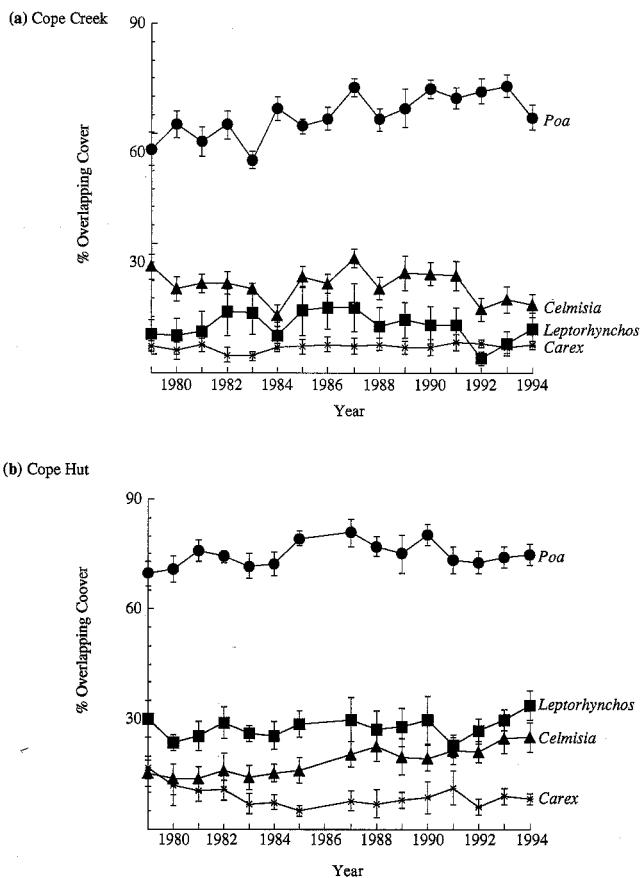 (a) Cope Creek
90
60
30
% Overlapping Cover
Poa
Celmisia
Leptorhynchos
Carex
1980 1982 1984 1986 1988 1990 1992 1994
Year
(b) Cope Hut
90
60
30
% Overlapping Coover
Poa
Leptorhynchos
Celmisia
Carex
1980 1982 1984 1986 1988 1990 1992 1994
Year